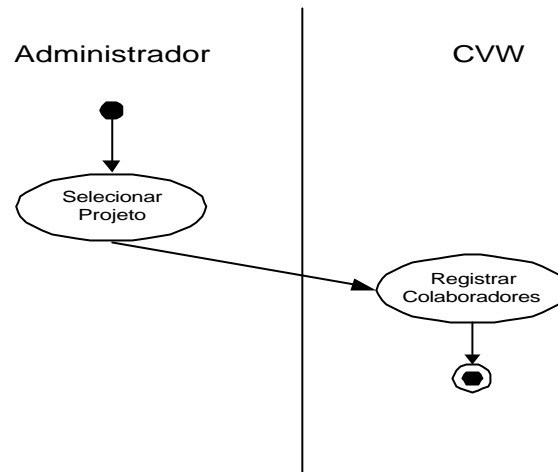 Administrador
CVW
Selecionar
Projeto
Registrar
Colaboradores